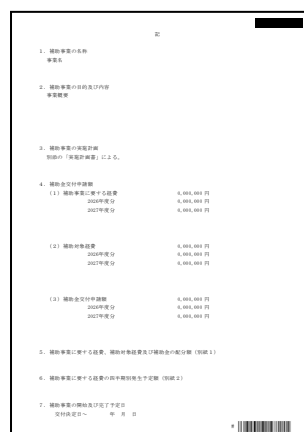 記
1. 補助事業の名称
事業名
2. 補助事業の目的及び内容
事業概要
3. 補助事業の実施計画
別添の「実施計画書」による。
4. 補助金交付申請額
(1) 補助事業に要する経費 0,000,000 円
2026年度分 0,000,000 円
2027年度分 0,000,000 円
(2) 補助対象経費 0,000,000 円
2026年度分 0,000,000 円
2027年度分 0,000,000 円
(3) 補助金交付申請額 0,000,000 円
2026年度分 0,000,000 円
2027年度分 0,000,000 円
5. 補助事業に要する経費、補助対象経費及び補助金の配分額 (別紙1)
6. 補助事業に要する経費の四半期別発生予定額 (別紙2)
7. 補助事業の開始及び完了予定日
交付決定日～ 年 月 日